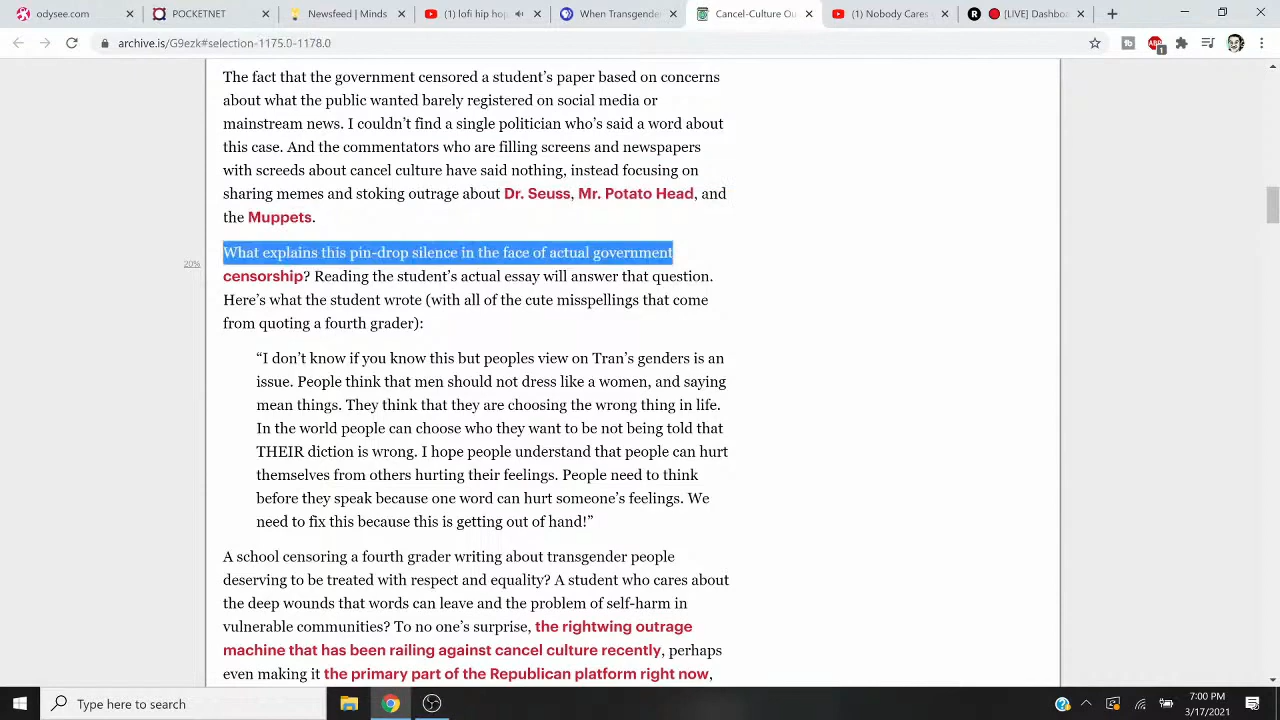 odysee.com
POCKETNET
Newsfeed | Minds
(1) lofi hip hop
When Transgende
Cancel-Culture Ou
(1) Nobody Cares
[LIVE] Dashboa
archive.is/G9ezk#selection-1175.0-1178.0
The fact that the government censored a student’s paper based on concerns
about what the public wanted barely registered on social media or
mainstream news. I couldn’t find a single politician who’s said a word about
this case. And the commentators who are filling screens and newspapers
with screeds about cancel culture have said nothing, instead focusing on
sharing memes and stoking outrage about Dr. Seuss, Mr. Potato Head, and
the Muppets.
What explains this pin-drop silence in the face of actual government
20%
censorship? Reading the student’s actual essay will answer that question.
Here’s what the student wrote (with all of the cute misspellings that come
from quoting a fourth grader):
“I don’t know if you know this but peoples view on Tran’s genders is an
issue. People think that men should not dress like a women, and saying
mean things. They think that they are choosing the wrong thing in life.
In the world people can choose who they want to be not being told that
THEIR diction is wrong. I hope people understand that people can hurt
themselves from others hurting their feelings. People need to think
before they speak because one word can hurt someone’s feelings. We
need to fix this because this is getting out of hand!”
A school censoring a fourth grader writing about transgender people
deserving to be treated with respect and equality? A student who cares about
the deep wounds that words can leave and the problem of self-harm in
vulnerable communities? To no one’s surprise, the rightwing outrage
machine that has been railing against cancel culture recently, perhaps
even making it the primary part of the Republican platform right now,
Type here to search
7:00 PM
3/17/2021